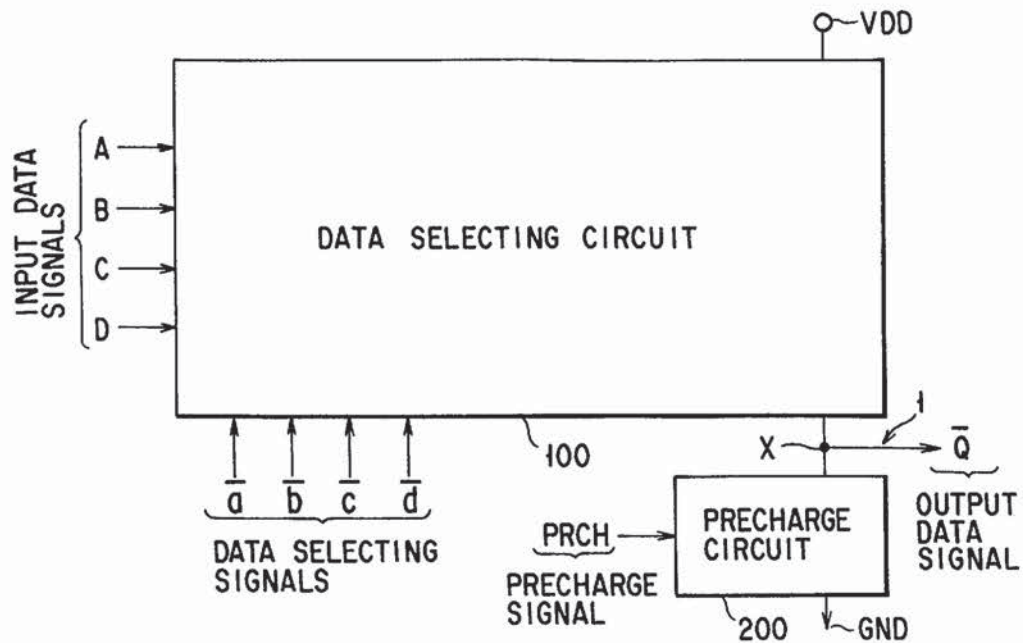 VDD
INPUT DATA
SIGNALS
A
B
C
D
DATA SELECTING CIRCUIT
100
X
1
Q̅
a̅ b̅ c̅ d̅
DATA SELECTING
SIGNALS
OUTPUT
DATA
SIGNAL
PRCH
PRECHARGE
SIGNAL
PRECHARGE
CIRCUIT
200
GND